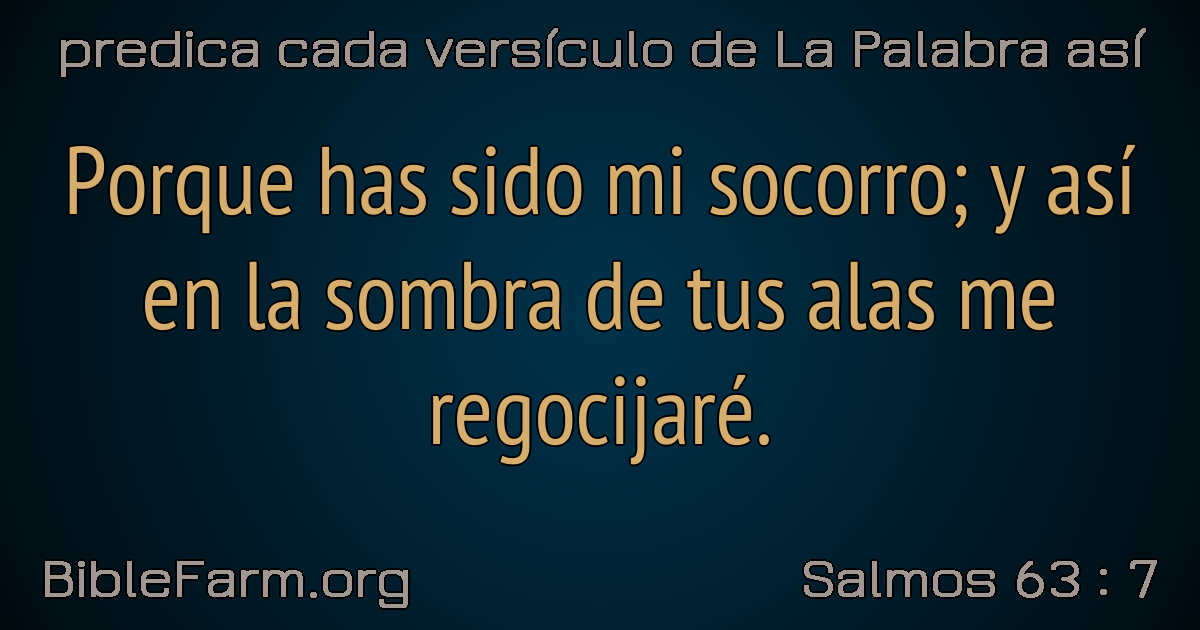 predica cada versículo de La Palabra así
Porque has sido mi socorro; y así
en la sombra de tus alas me
regocijaré.
BibleFarm.org
Salmos 63 : 7